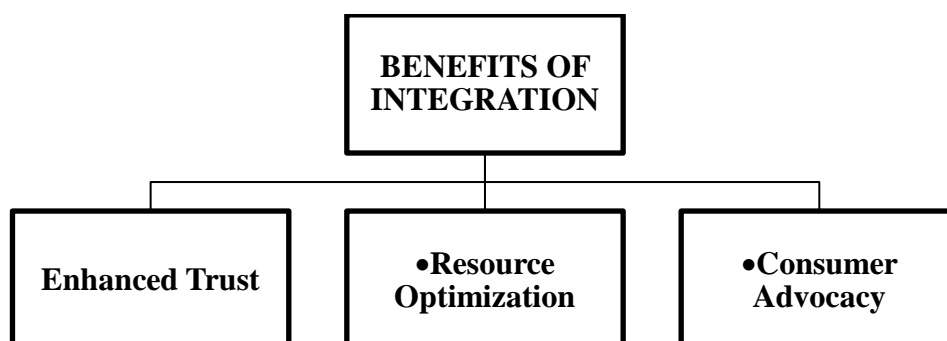 BENEFITS OF
INTEGRATION
Enhanced Trust
•Resource
Optimization
•Consumer
Advocacy